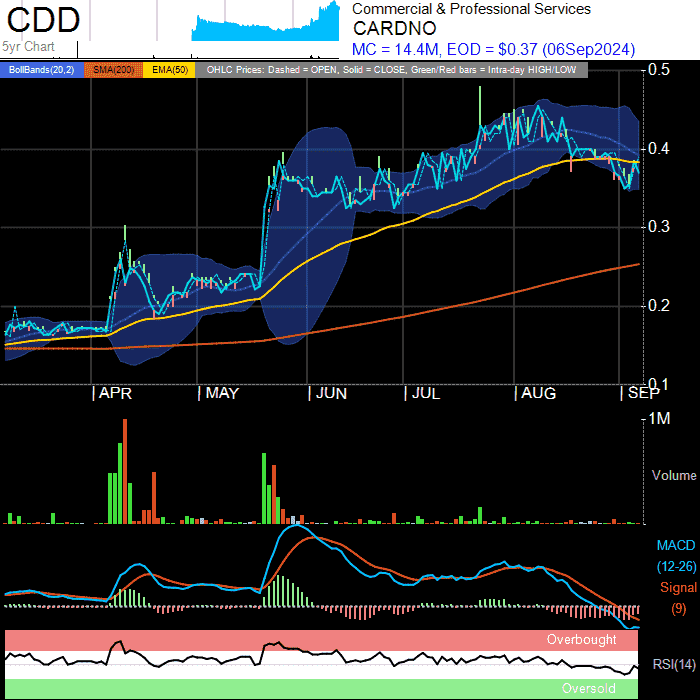 CDD
5yr Chart
Commercial & Professional Services
CARDNO
MC = 14.4M, EOD = $0.37 (06Sep2024)
BollBands(20,2) SMA(200) EMA(50) OHLC Prices: Dashed = OPEN, Solid = CLOSE, Green/Red bars = Intra-day HIGH/LOW
0.5
0.4
0.3
0.2
0.1
APR MAY JUN JUL AUG SEP
1M
Volume
MACD
(12-26)
Signal
(9)
Overbought
RSI(14)
Oversold